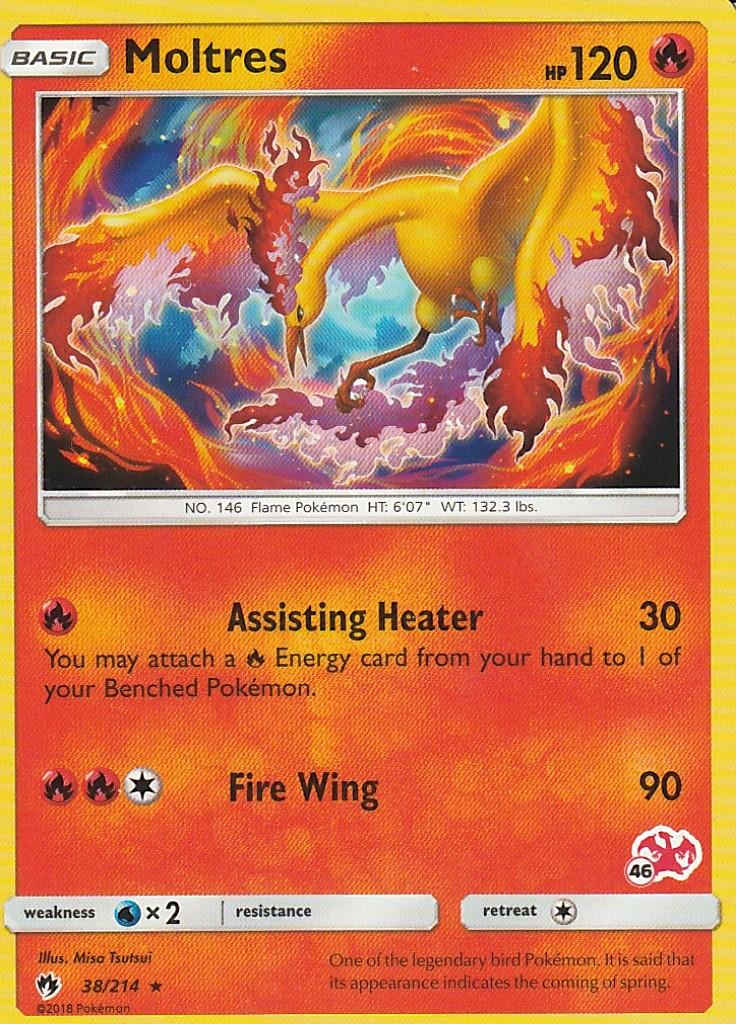 BASIC Moltres HP 120
NO. 146 Flame Pokémon HT: 6'07" WT: 132.3 lbs.
Assisting Heater 30
You may attach a Energy card from your hand to 1 of
your Benched Pokémon.
Fire Wing 90
46
weakness × 2 resistance retreat
Illus. Misa Tsutsui
38/214 ★
©2018 Pokémon
One of the legendary bird Pokémon. It is said that
its appearance indicates the coming of spring.